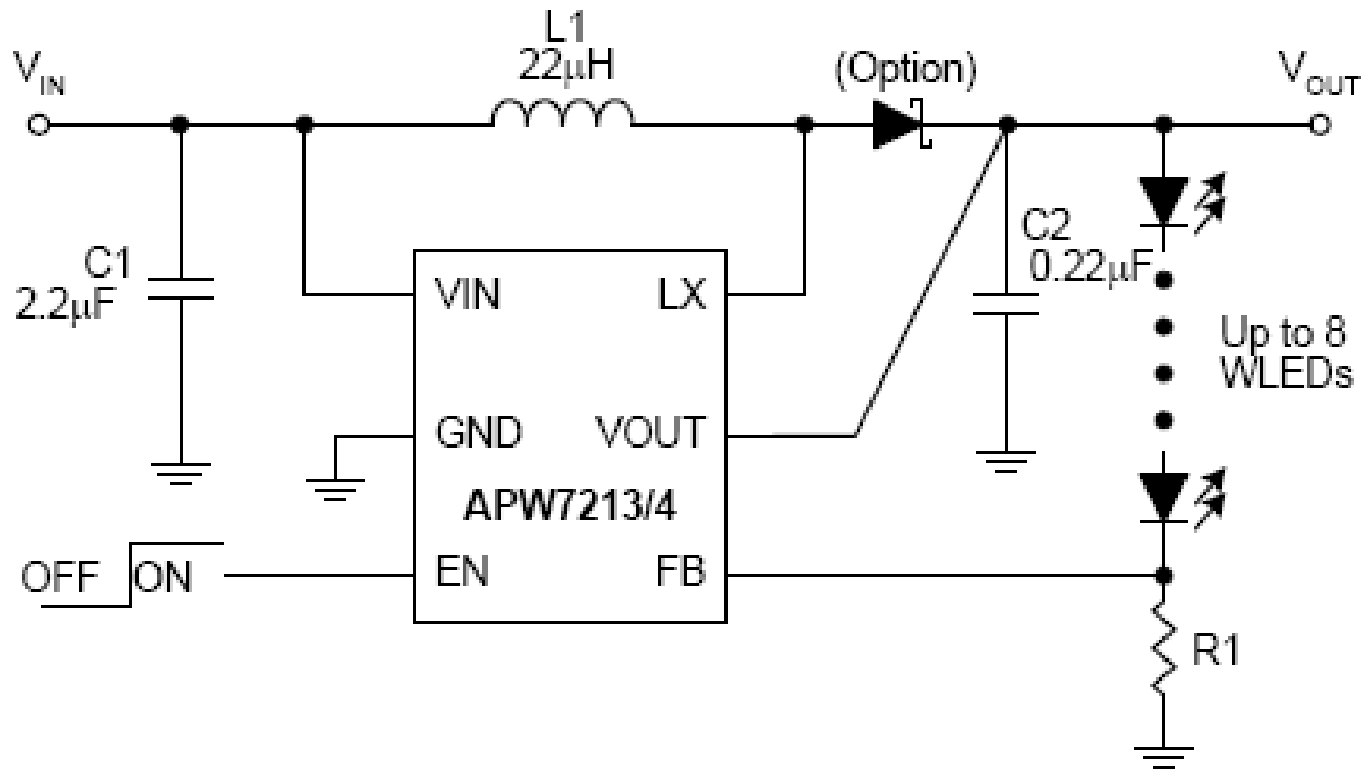 L1
22μH
V_IN
(Option)
V_OUT
C1
2.2μF
C2
0.22μF
VIN
LX
Up to 8
WLEDs
GND
VOUT
APW7213/4
OFF
ON
EN
FB
R1